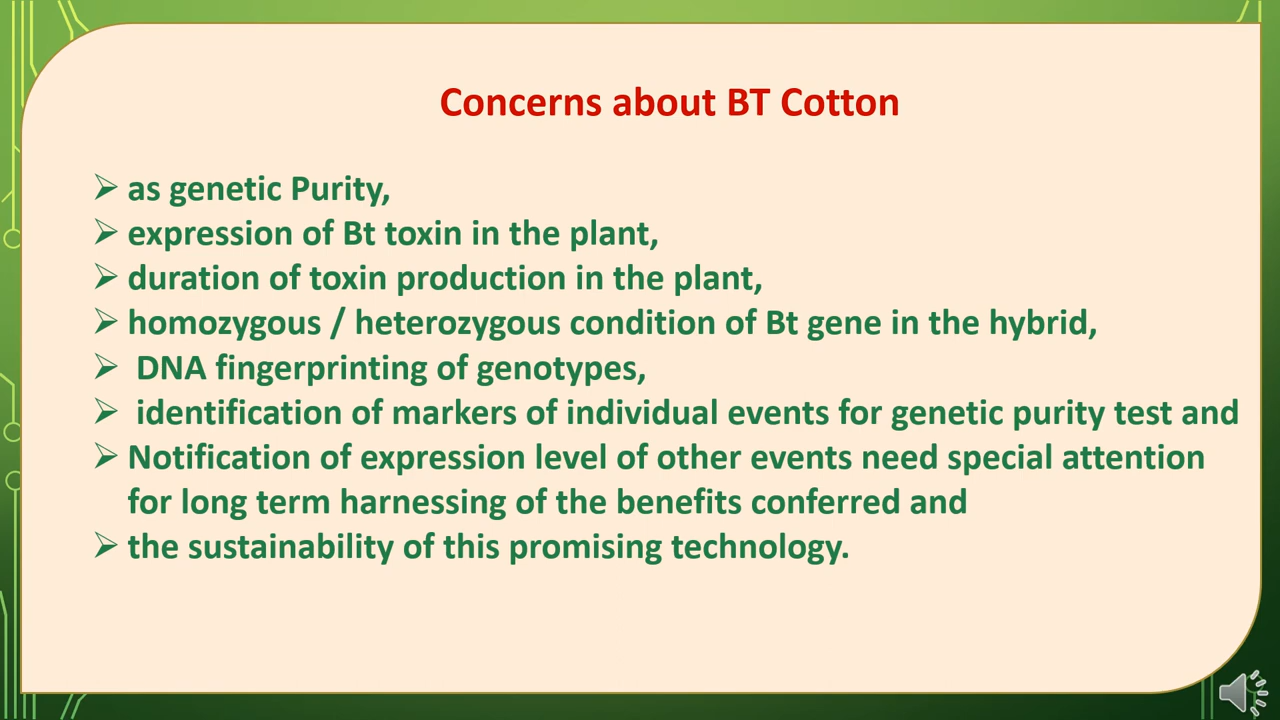 Concerns about BT Cotton
➢ as genetic Purity,
➢ expression of Bt toxin in the plant,
➢ duration of toxin production in the plant,
➢ homozygous / heterozygous condition of Bt gene in the hybrid,
➢ DNA fingerprinting of genotypes,
➢ identification of markers of individual events for genetic purity test and
➢ Notification of expression level of other events need special attention
for long term harnessing of the benefits conferred and
➢ the sustainability of this promising technology.